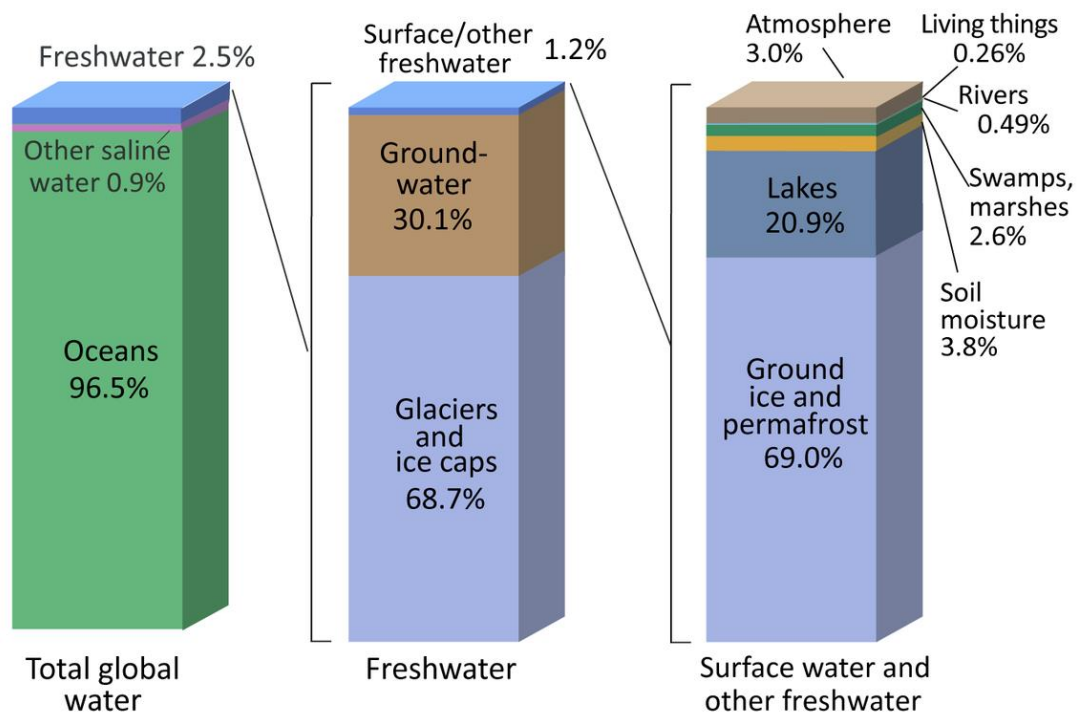 Freshwater 2.5%
Other saline
water 0.9%
Oceans
96.5%
Total global
water
Surface/other
freshwater
1.2%
Ground-
water
30.1%
Glaciers
and
ice caps
68.7%
Freshwater
Atmosphere
3.0%
Living things
0.26%
Rivers
0.49%
Swamps,
marshes
2.6%
Soil
moisture
3.8%
Lakes
20.9%
Ground
ice and
permafrost
69.0%
Surface water and
other freshwater